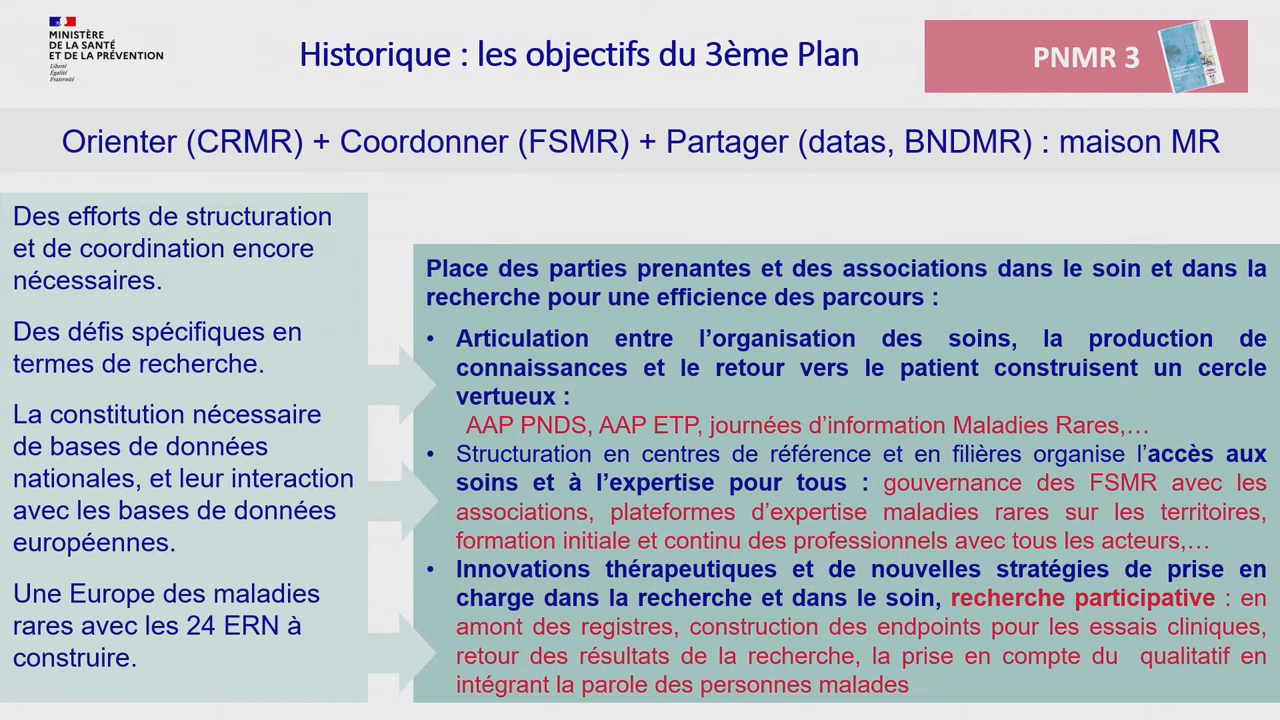 MINISTÈRE
DE LA SANTÉ
ET DE LA PRÉVENTION
Liberté
Égalité
Fraternité
Historique : les objectifs du 3ème Plan
PNMR 3
Orienter (CRMR) + Coordonner (FSMR) + Partager (datas, BNDMR) : maison MR
Des efforts de structuration
et de coordination encore
nécessaires.
Des défis spécifiques en
termes de recherche.
La constitution nécessaire
de bases de données
nationales, et leur interaction
avec les bases de données
européennes.
Une Europe des maladies
rares avec les 24 ERN à
construire.
Place des parties prenantes et des associations dans le soin et dans la
recherche pour une efficience des parcours :
• Articulation entre l’organisation des soins, la production de
connaissances et le retour vers le patient construisent un cercle
vertueux :
AAP PNDS, AAP ETP, journées d’information Maladies Rares,…
• Structuration en centres de référence et en filières organise l’accès aux
soins et à l’expertise pour tous : gouvernance des FSMR avec les
associations, plateformes d’expertise maladies rares sur les territoires,
formation initiale et continu des professionnels avec tous les acteurs,…
• Innovations thérapeutiques et de nouvelles stratégies de prise en
charge dans la recherche et dans le soin, recherche participative : en
amont des registres, construction des endpoints pour les essais cliniques,
retour des résultats de la recherche, la prise en compte du qualitatif en
intégrant la parole des personnes malades